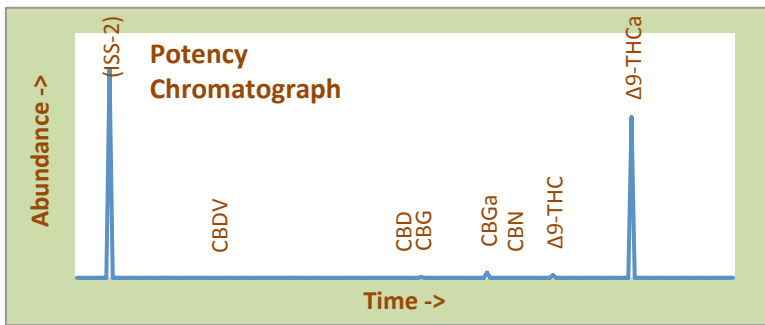 (ISS-2)
Potency
Chromatograph
Δ9-THCa
Abundance ->
CBDV
CBD
CBG
CBGa
CBN
Δ9-THC
Time ->